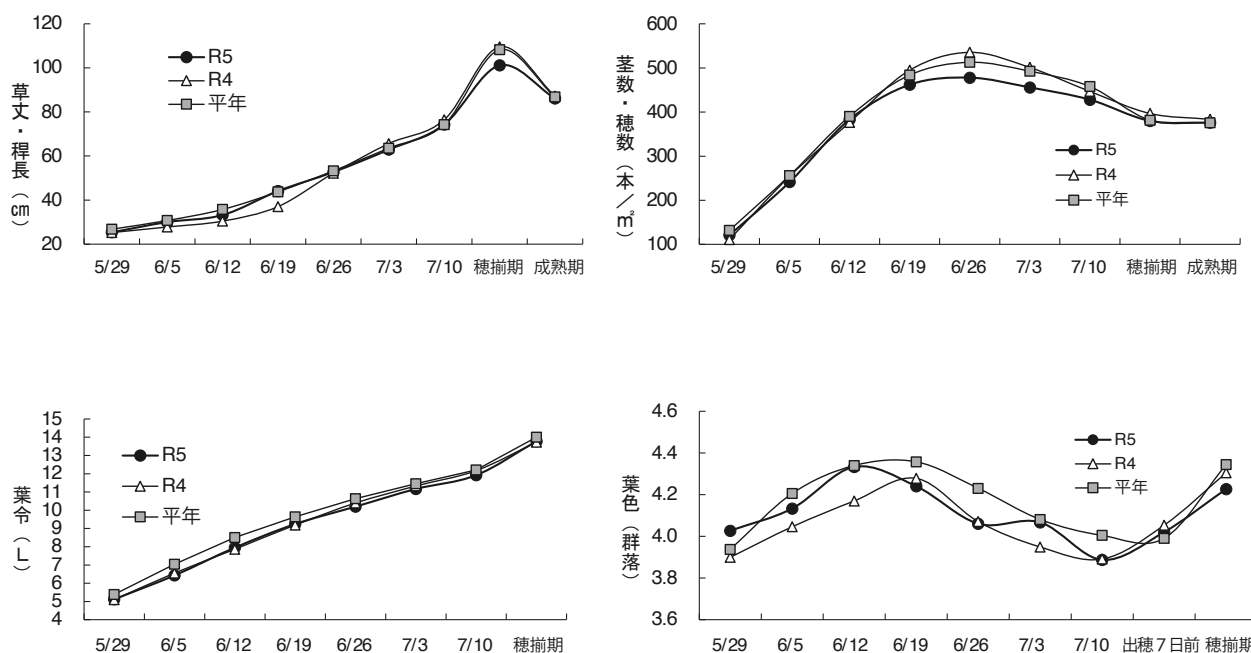 草丈・稈長（㎝）
120
100
80
60
40
20
R5
R4
平年
5/29 6/5 6/12 6/19 6/26 7/3 7/10 穂揃期 成熟期
茎数・穂数（本／㎡）
600
500
400
300
200
100
R5
R4
平年
5/29 6/5 6/12 6/19 6/26 7/3 7/10 穂揃期 成熟期
葉令（L）
15
14
13
12
11
10
9
8
7
6
5
4
R5
R4
平年
5/29 6/5 6/12 6/19 6/26 7/3 7/10 穂揃期
葉色（群落）
4.6
4.4
4.2
4.0
3.8
3.6
R5
R4
平年
5/29 6/5 6/12 6/19 6/26 7/3 7/10 出穂７日前 穂揃期